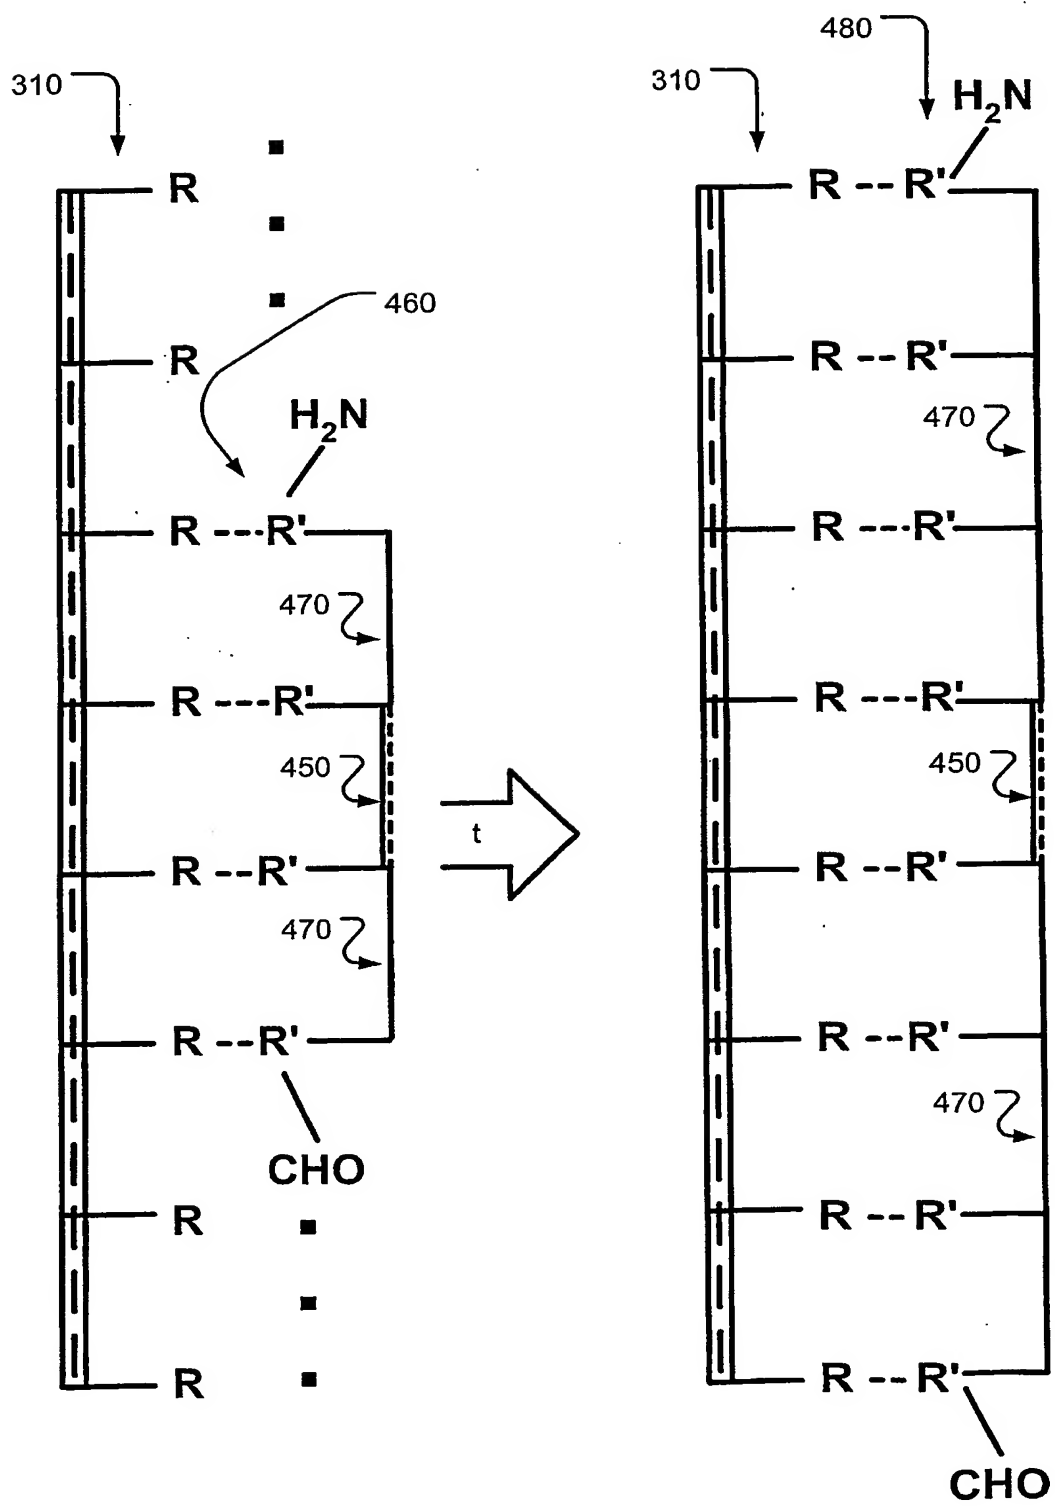 480
310
310
H₂N
R
R -- R'
R
460
R -- R'
470
H₂N
R --- R'
R --- R'
470
R --- R'
R --- R'
450
450
t
R -- R'
R -- R'
470
R -- R'
R -- R'
470
CHO
R
R -- R'
R
R -- R'
CHO